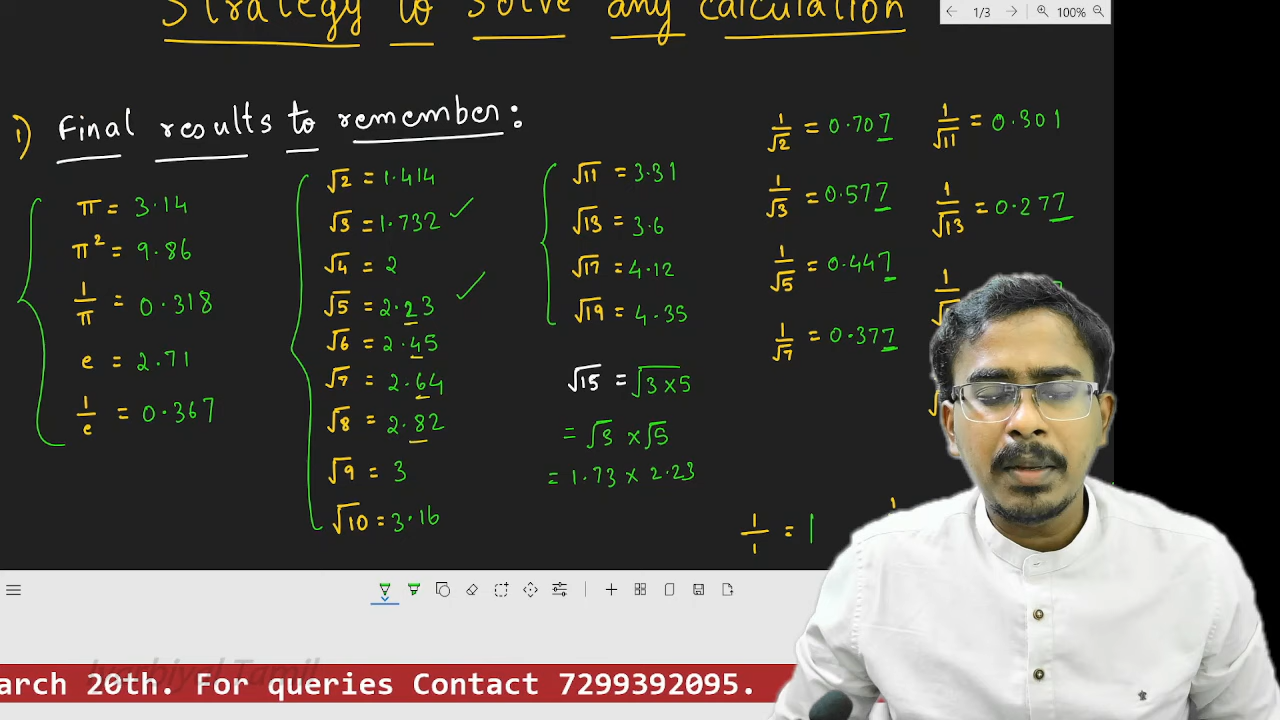 Strategy to solve any calculation
1/3
100%
1) Final results to remember:
π = 3.14
π² = 9.86
1/π = 0.318
e = 2.71
1/e = 0.367
√2 = 1.414
√3 = 1.732 ✓
√4 = 2
√5 = 2.23 ✓
√6 = 2.45
√7 = 2.64
√8 = 2.82
√9 = 3
√10 = 3.16
√11 = 3.31
√13 = 3.6
√17 = 4.12
√19 = 4.35
√15 = √3×5
= √3 × √5
= 1.73 × 2.23
1/√2 = 0.707
1/√3 = 0.577
1/√5 = 0.447
1/√7 = 0.377
1/√11 = 0.301
1/√13 = 0.277
1/1 = 1
Iyarbiyal Tamil
arch 20th. For queries Contact 7299392095.